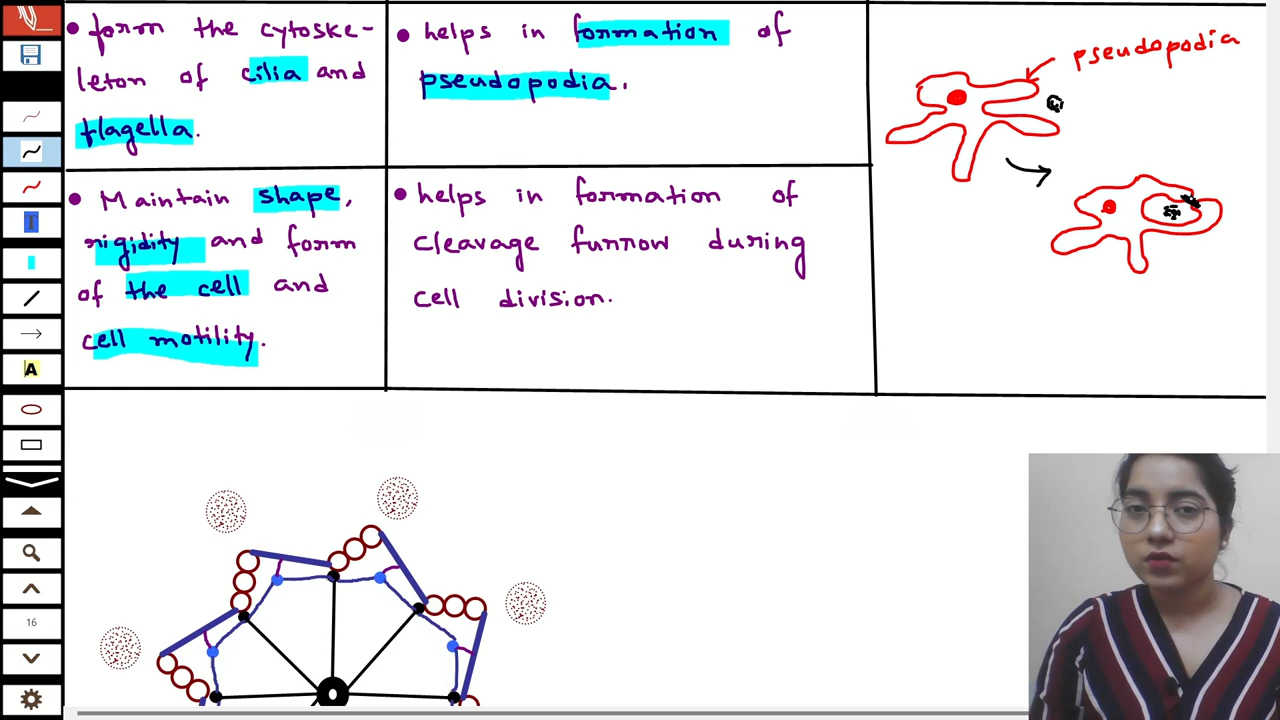 • form the cytoske-
leton of cilia and
flagella.
• helps in formation of
pseudopodia.
pseudopodia
• Maintain shape,
rigidity and form
of the cell and
cell motility.
• helps in formation of
cleavage furrow during
cell division.
T
A
16